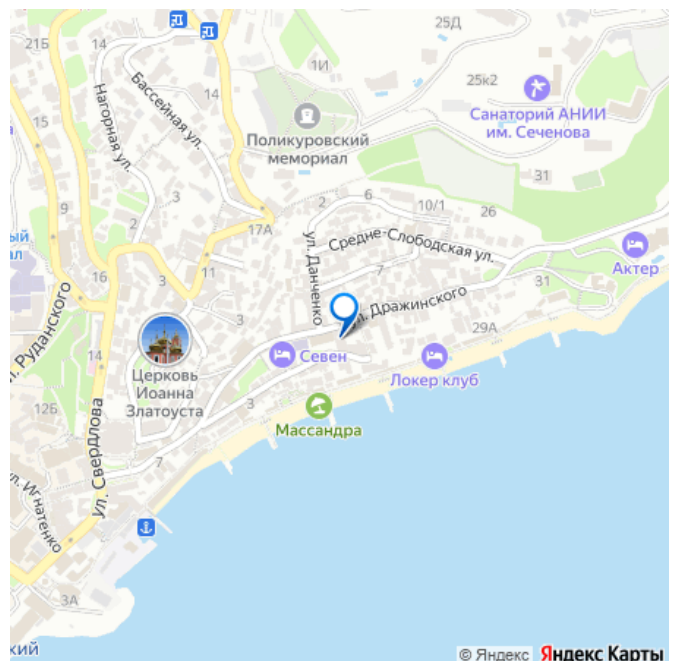 25Д
21Б
14
1И
25к2
Нагорная ул.
Бассейная ул.
14
Санаторий АНИИ
им. Сеченова
15
Поликуровский
мемориал
3
31
9
2
2
6
10/1
26
17А
Средне-Слободская ул.
ый
ал
16
11
ул. Данченко
7
Актер
31
3
ул. Дражинского
ул. Руданского
14
Севен
29А
Церковь
Иоанна
Златоуста
Локер клуб
12Б
3
Массандра
ул. Свердлова
7
ул. Игнатенко
3А
кий
© Яндекс Яндекс Карты